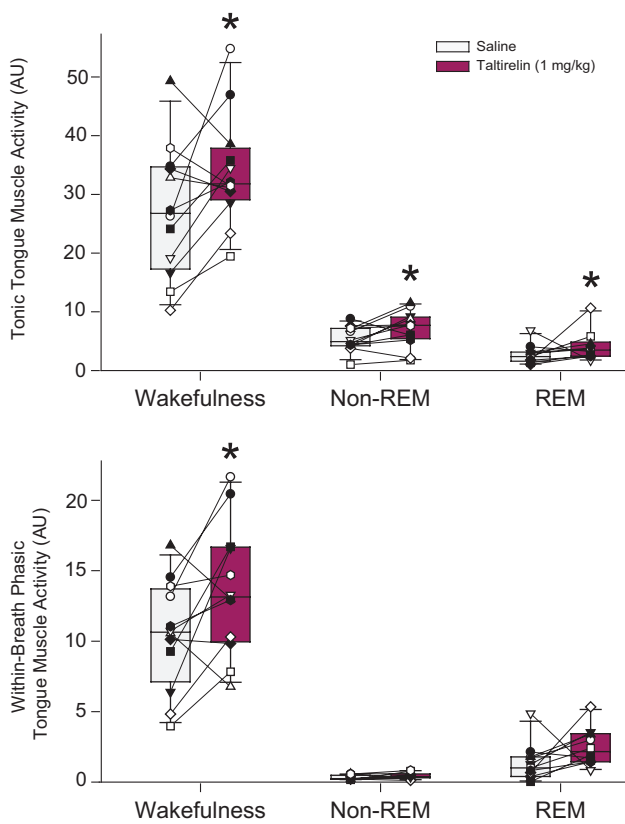 Saline
Taltirelin (1 mg/kg)
Tonic Tongue Muscle Activity (AU)
50
40
30
20
10
0
*
*
*
Wakefulness
Non-REM
REM
Within-Breath Phasic
Tongue Muscle Activity (AU)
20
15
10
5
0
*
Wakefulness
Non-REM
REM